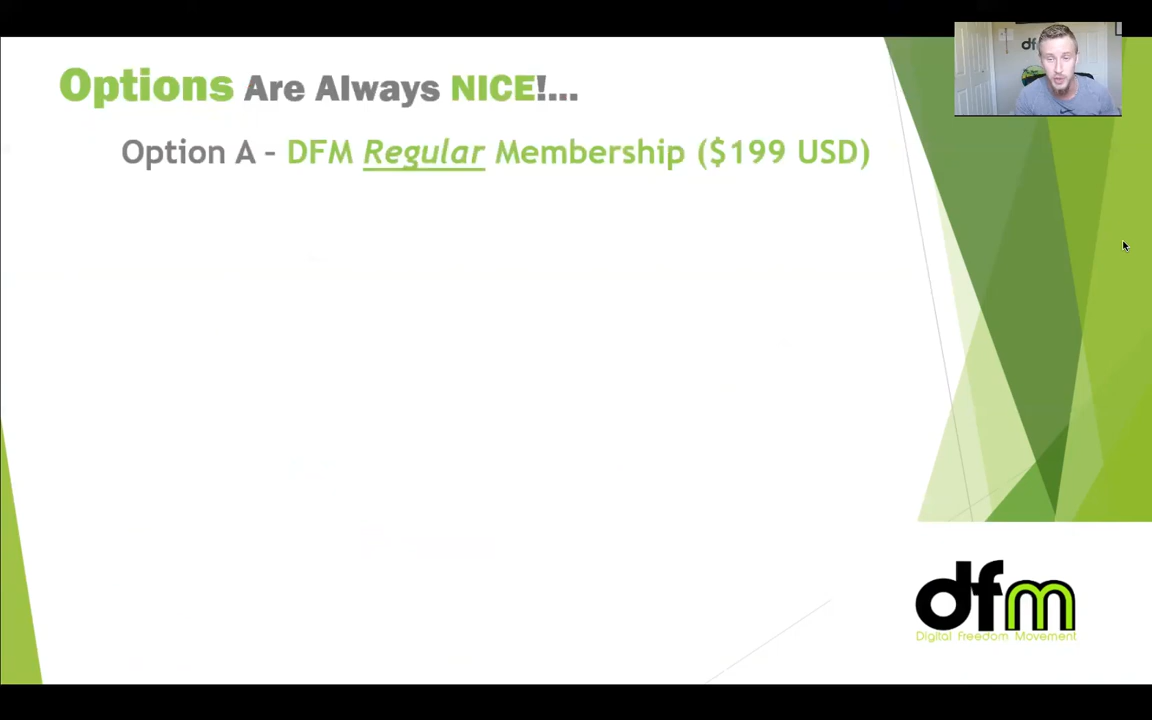 Options Are Always NICE!...
Option A – DFM Regular Membership ($199 USD)
dfm
Digital Freedom Movement